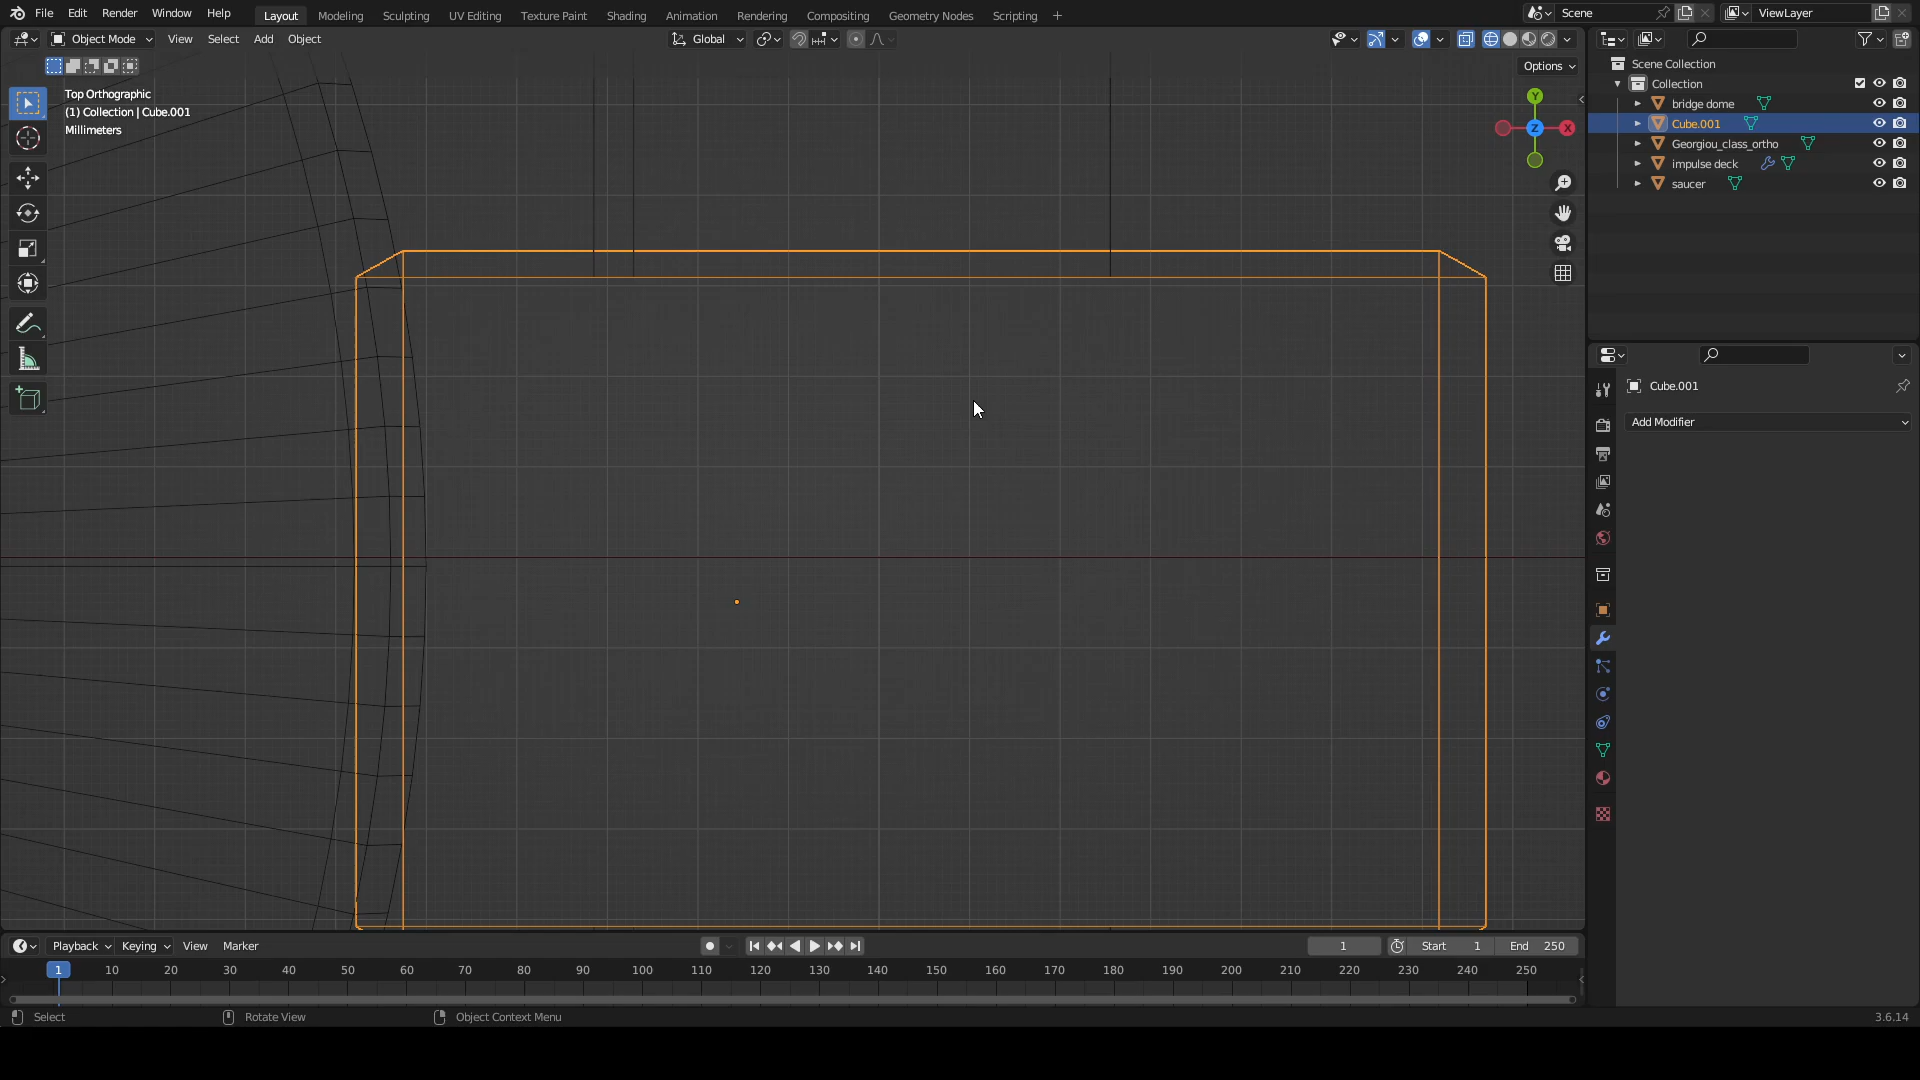 File Edit Render Window Help Layout Modeling Sculpting UV Editing Texture Paint Shading Animation Rendering Compositing Geometry Nodes Scripting + Scene ViewLayer
Object Mode View Select Add Object Global
Options
Top Orthographic
(1) Collection | Cube.001
Millimeters
Y
Z X
Scene Collection
Collection
bridge dome
Cube.001
Georgiou_class_ortho
impulse deck
saucer
Cube.001
Add Modifier
Playback Keying View Marker 1 Start 1 End 250
1 10 20 30 40 50 60 70 80 90 100 110 120 130 140 150 160 170 180 190 200 210 220 230 240 250
Select Rotate View Object Context Menu 3.6.14